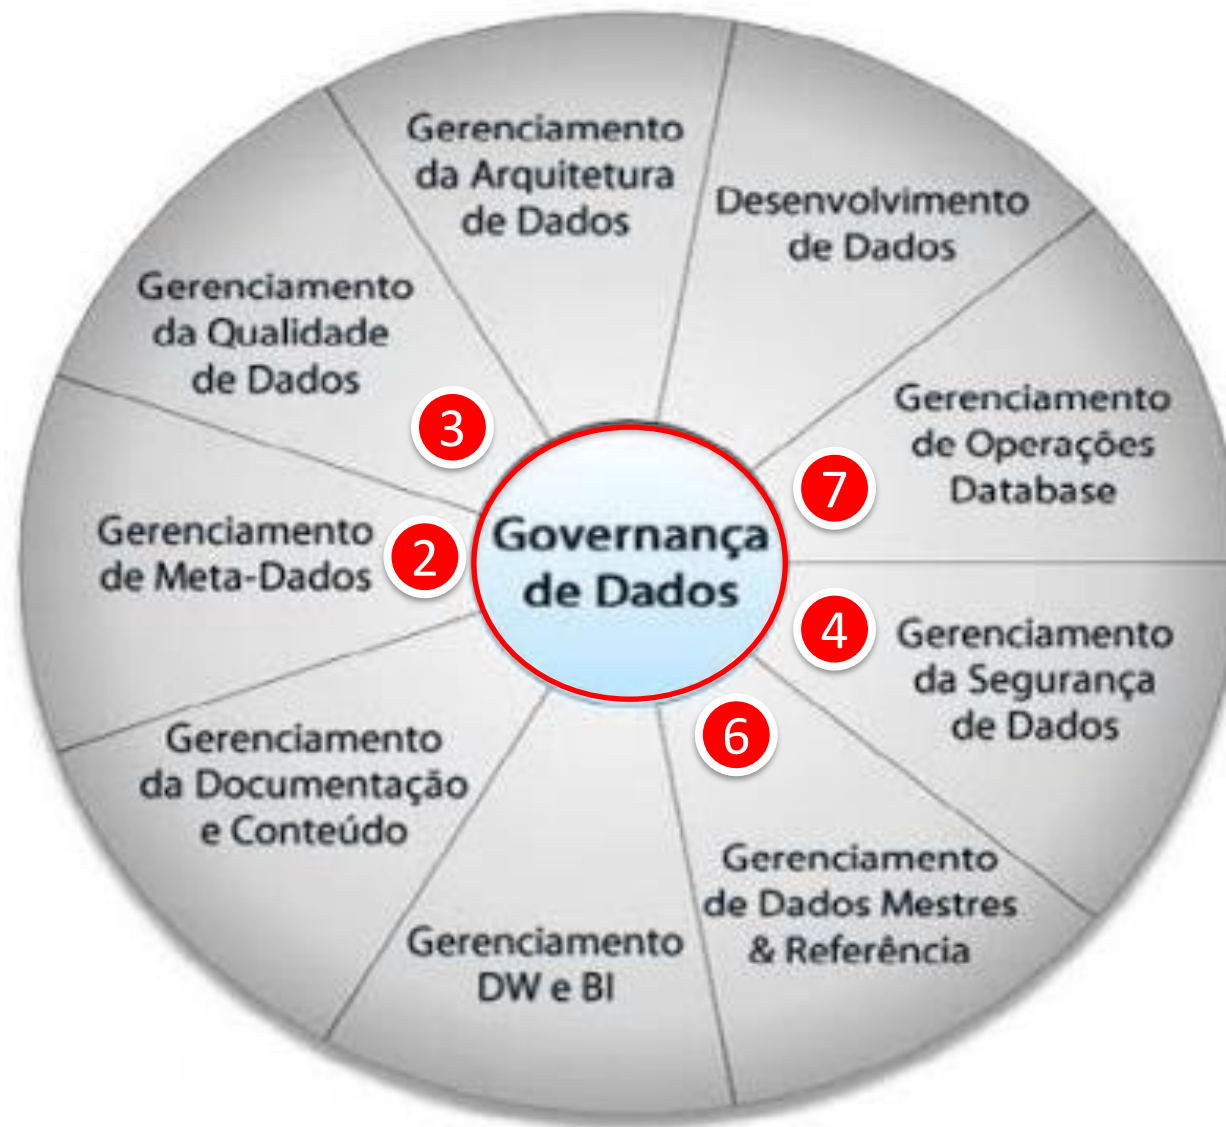 Gerenciamento
da Arquitetura
de Dados
Desenvolvimento
de Dados
Gerenciamento
da Qualidade
de Dados
3
Gerenciamento
de Operações
Database
7
Governança
de Dados
Gerenciamento
de Meta-Dados
2
4
Gerenciamento
da Segurança
de Dados
6
Gerenciamento
da Documentação
e Conteúdo
Gerenciamento
de Dados Mestres
& Referência
Gerenciamento
DW e BI